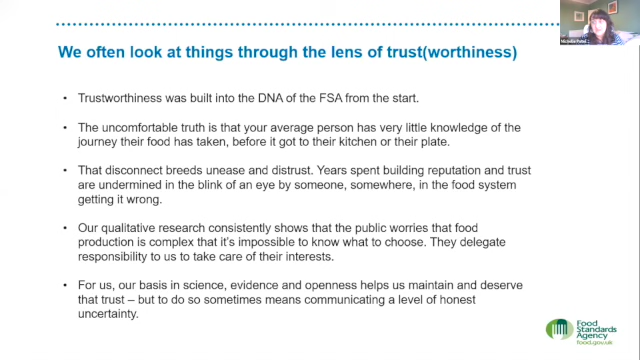 We often look at things through the lens of trust(worthiness)
• Trustworthiness was built into the DNA of the FSA from the start.
• The uncomfortable truth is that your average person has very little knowledge of the
journey their food has taken, before it got to their kitchen or their plate.
• That disconnect breeds unease and distrust. Years spent building reputation and trust
are undermined in the blink of an eye by someone, somewhere, in the food system
getting it wrong.
• Our qualitative research consistently shows that the public worries that food
production is complex that it's impossible to know what to choose. They delegate
responsibility to us to take care of their interests.
• For us, our basis in science, evidence and openness helps us maintain and deserve
that trust – but to do so sometimes means communicating a level of honest
uncertainty.
Food
Standards
Agency
food.gov.uk